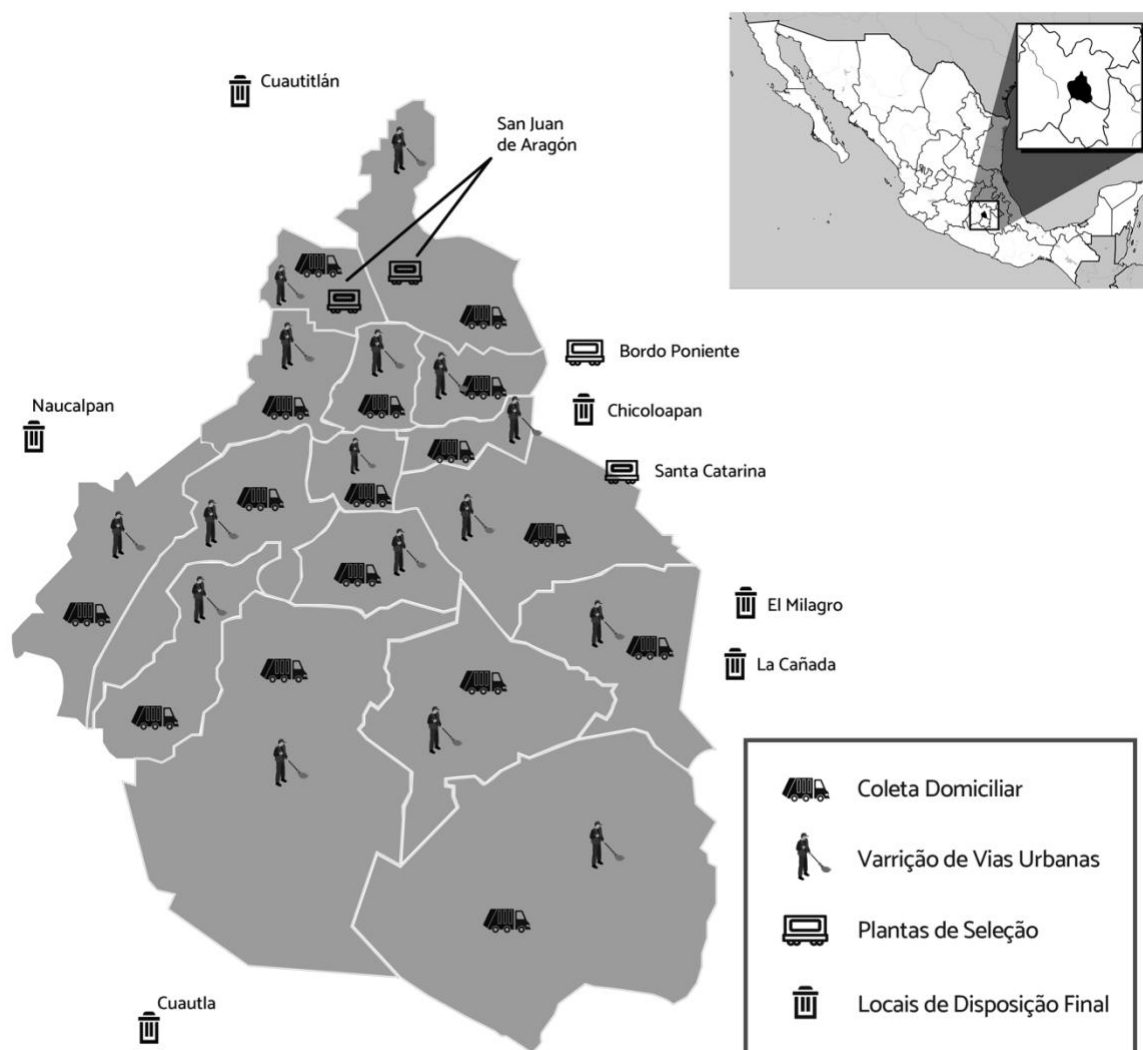 Cuautitlán
San Juan
de Aragón
Bordo Poniente
Naucalpan
Chicoloapan
Santa Catarina
El Milagro
La Cañada
Coleta Domiciliar
Varrição de Vias Urbanas
Plantas de Seleção
Locais de Disposição Final
Cuautla